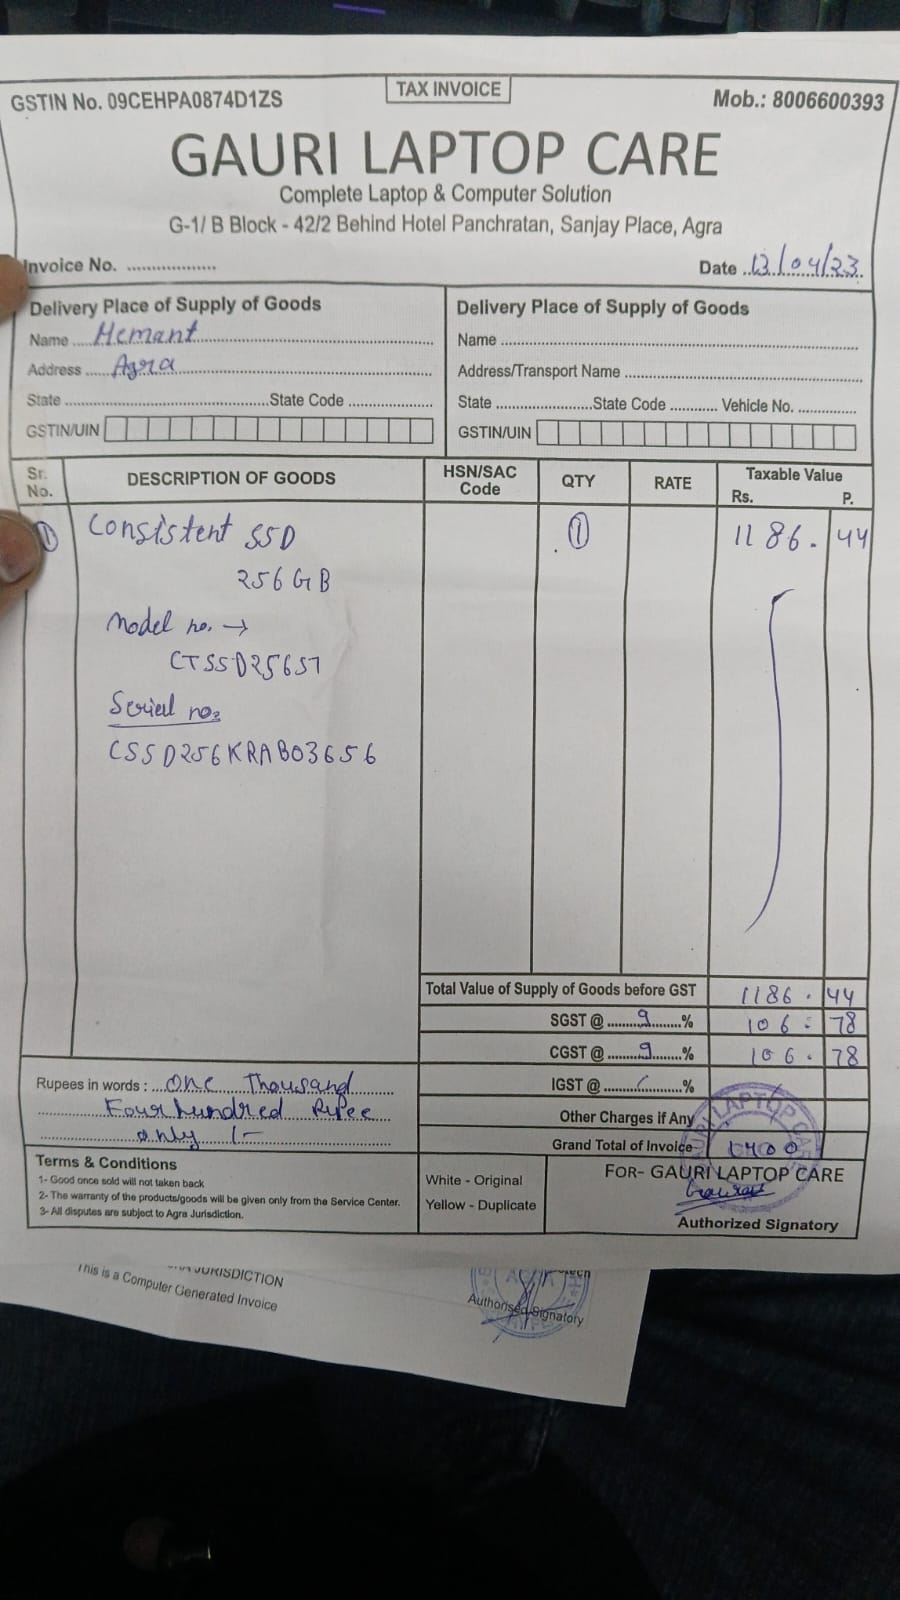 TAX INVOICE
GSTIN No. 09CEHPA0874D1ZS
Mob.: 8006600393
GAURI LAPTOP CARE
Complete Laptop & Computer Solution
G-1/ B Block - 42/2 Behind Hotel Panchratan, Sanjay Place, Agra
Invoice No. ..................
Date ..13/04/23.
Delivery Place of Supply of Goods
Name .....Hemant
Address .....Agra
State ..............................State Code ..................
GSTIN/UIN
Delivery Place of Supply of Goods
Name
Address/Transport Name
State ......................State Code ........... Vehicle No. .............
GSTIN/UIN
Sr. No. DESCRIPTION OF GOODS HSN/SAC Code QTY RATE Taxable Value Rs. P.
1 Consistent SSD 1 1186. 44
256 GB
Model no. →
CTSSD256S7
Serial no.
CSSD256KRAB03656
Total Value of Supply of Goods before GST 1186. 44
SGST @ ........9.......% 106. 78
CGST @ ........9.......% 106. 78
IGST @ ...............%
Other Charges if Any
Grand Total of Invoice 1400
Rupees in words : ...One Thousand
Four hundred Rupee
only /-
Terms & Conditions
1- Good once sold will not taken back
2- The warranty of the products/goods will be given only from the Service Center.
3- All disputes are subject to Agra Jurisdiction.
White - Original
Yellow - Duplicate
FOR- GAURI LAPTOP CARE
Authorized Signatory
JURISDICTION
This is a Computer Generated Invoice
Authorised Signatory